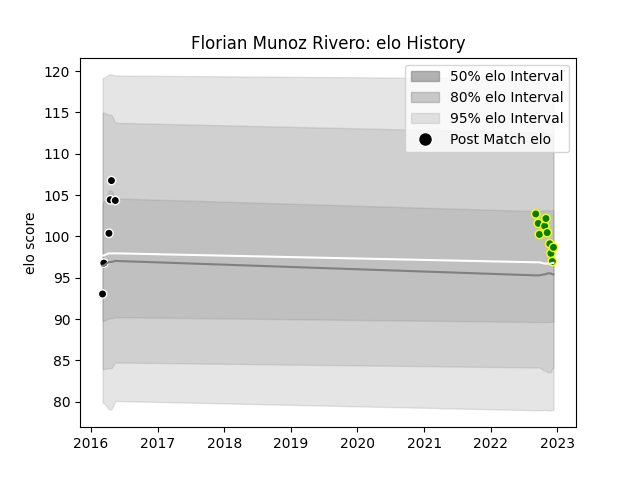 Florian Munoz Rivero: elo History
120
115
110
105
100
95
90
85
80
elo score
50% elo Interval
80% elo Interval
95% elo Interval
Post Match elo
2016 2017 2018 2019 2020 2021 2022 2023